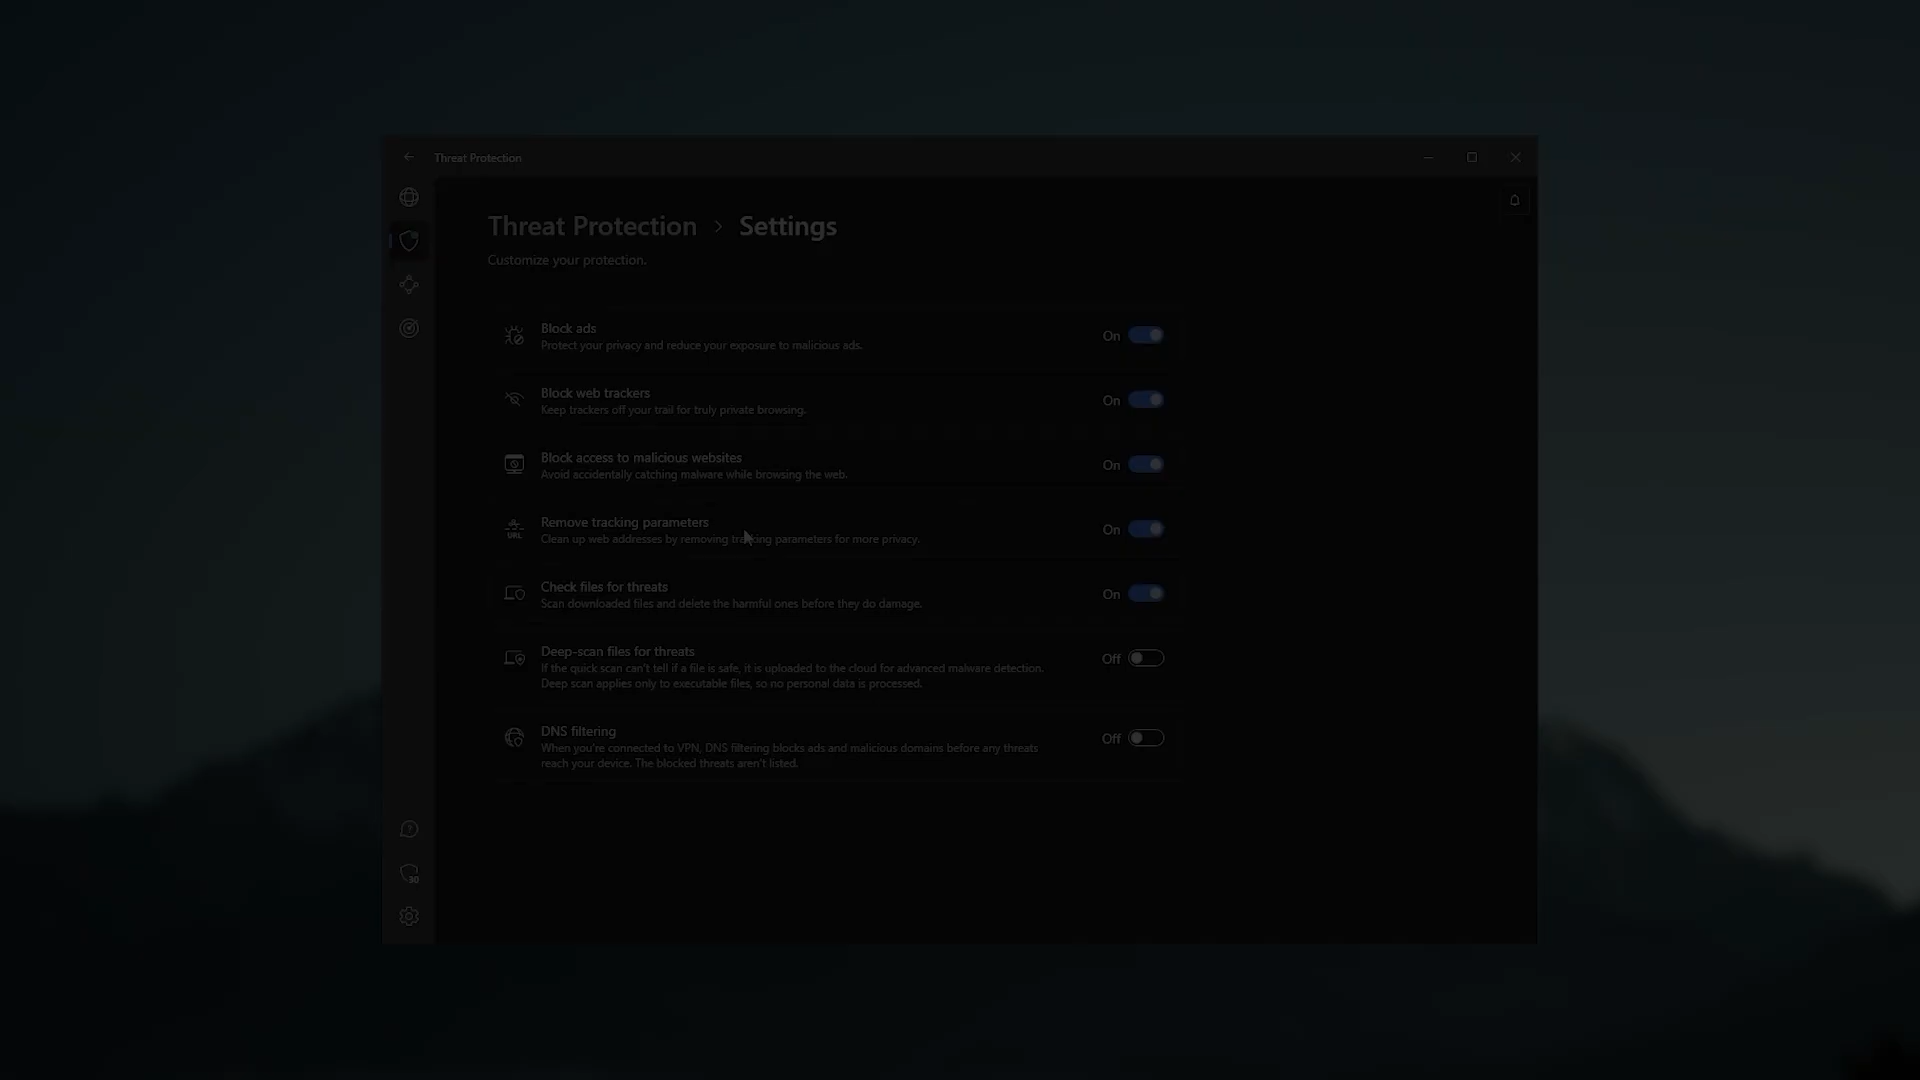 Threat Protection
Threat Protection > Settings
Customize your protection.
Block ads
Protect your privacy and reduce your exposure to malicious ads.
On
Block web trackers
Keep trackers off your trail for truly private browsing.
On
Block access to malicious websites
Avoid accidentally catching malware while browsing the web.
On
Remove tracking parameters
Clean up web addresses by removing tracking parameters for more privacy.
On
URL
Check files for threats
Scan downloaded files and delete the harmful ones before they do damage.
On
Deep-scan files for threats
If the quick scan can't tell if a file is safe, it is uploaded to the cloud for advanced malware detection.
Deep scan applies only to executable files, so no personal data is processed.
Off
DNS filtering
When you're connected to VPN, DNS filtering blocks ads and malicious domains before any threats
reach your device. The blocked threats aren't listed.
Off
30